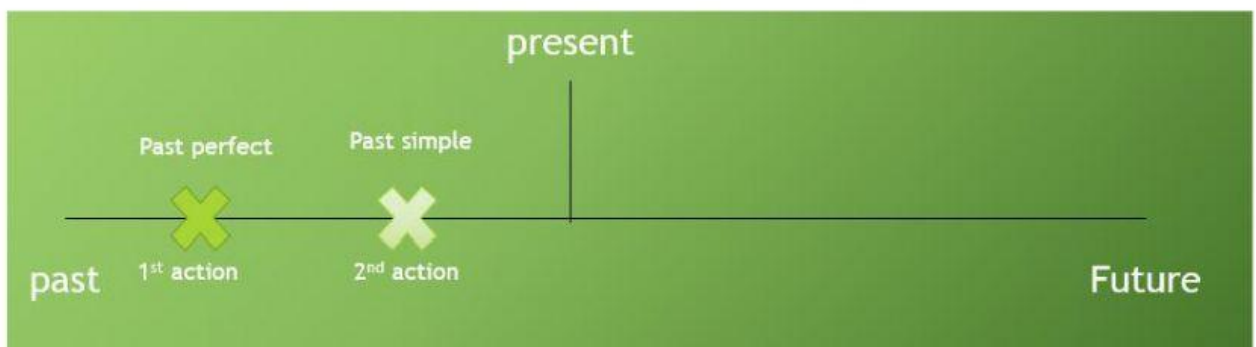 present
Past perfect
Past simple
past
1st action
2nd action
Future